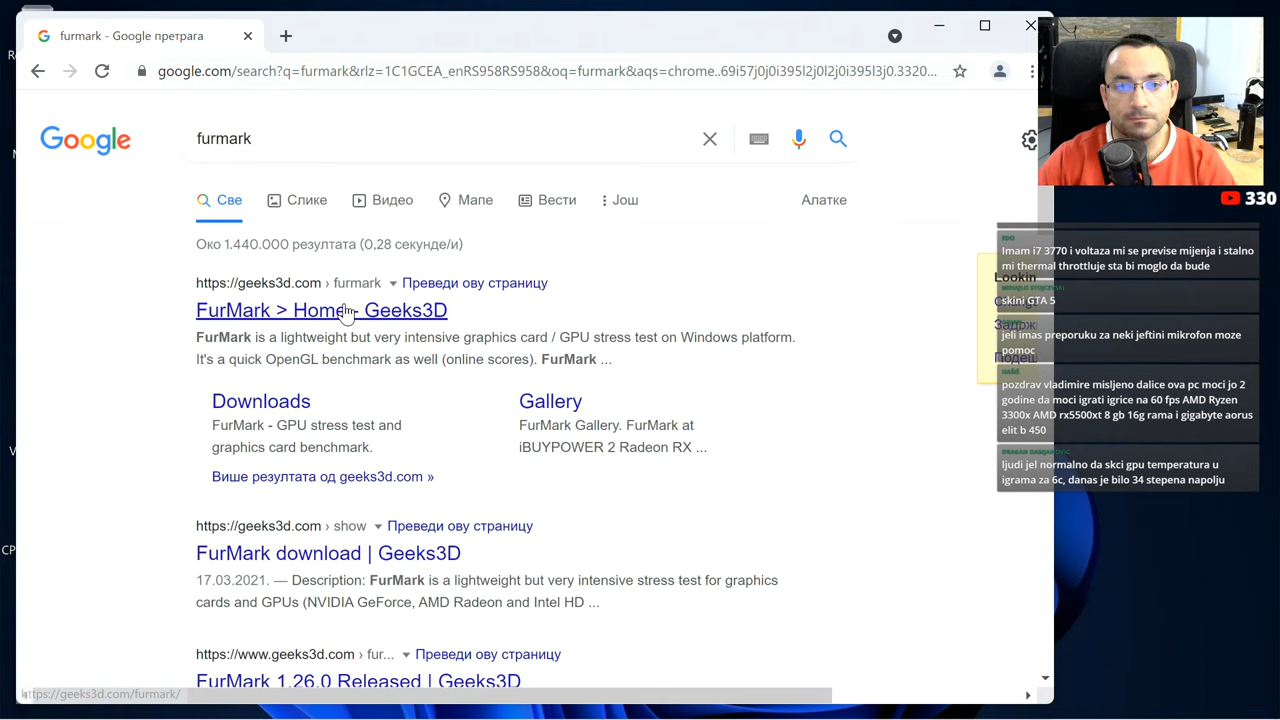 furmark - Google претрага
google.com/search?q=furmark&rlz=1C1GCEA_enRS958RS958&oq=furmark&aqs=chrome..69i57j0j0i395l2j0l2j0i395l3j0.3320...
Google
furmark
Све
Слике
Видео
Мапе
Вести
Још
Алатке
Око 1.440.000 резултата (0,28 секунде/и)
https://geeks3d.com › furmark
Преведи ову страницу
FurMark > Home - Geeks3D
FurMark is a lightweight but very intensive graphics card / GPU stress test on Windows platform.
It's a quick OpenGL benchmark as well (online scores). FurMark ...
Downloads
FurMark - GPU stress test and
graphics card benchmark.
Gallery
FurMark Gallery. FurMark at
iBUYPOWER 2 Radeon RX ...
Више резултата од geeks3d.com »
https://geeks3d.com › show
Преведи ову страницу
FurMark download | Geeks3D
17.03.2021. — Description: FurMark is a lightweight but very intensive stress test for graphics
cards and GPUs (NVIDIA GeForce, AMD Radeon and Intel HD ...
https://www.geeks3d.com › fur...
Преведи ову страницу
FurMark 1.26.0 Released | Geeks3D
https://geeks3d.com/furmark/
330
EDO
Imam i7 3770 i voltaza mi se previse mijenja i stalno
mi thermal throttluje sta bi moglo da bude
MIHAJLO STOJCEVSKI
skini GTA 5
jeli imas preporuku za neki jeftini mikrofon moze
pomoc
NAŠIŠ
pozdrav vladimire misljeno dalice ova pc moci jo 2
godine da moci igrati igrice na 60 fps AMD Ryzen
3300x AMD rx5500xt 8 gb 16g rama i gigabyte aorus
elit b 450
DRAGAN DAMJANOVIC
ljudi jel normalno da skci gpu temperatura u
igrama za 6c, danas je bilo 34 stepena napolju
Lookin
CP